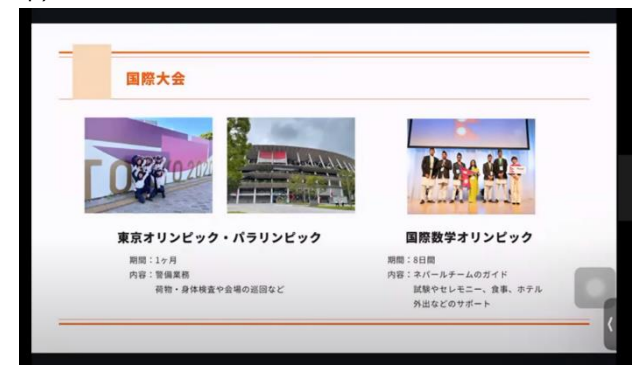 国際大会
TOKYO 2020
東京オリンピック・パラリンピック
期間：1ヶ月
内容：警備業務
荷物・身体検査や会場の巡回など
国際数学オリンピック
期間：8日間
内容：ネパールチームのガイド
試験やセレモニー、食事、ホテル
外出などのサポート